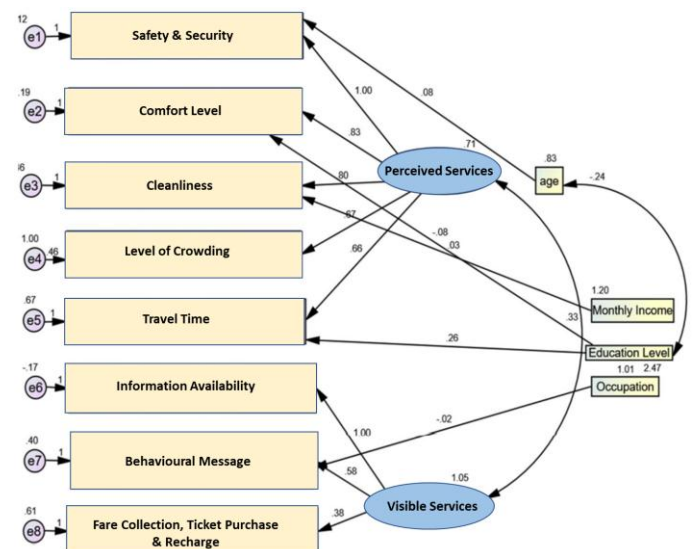 12
e1
1
Safety & Security
.19
e2
1
Comfort Level
e3
1
Cleanliness
1.00
e4
.46
Level of Crowding
.67
e5
1
Travel Time
-.17
e6
1
Information Availability
.40
e7
1
Behavioural Message
.61
e8
1
Fare Collection, Ticket Purchase
& Recharge
1.00
.83
.80
.67
.66
.71
Perceived Services
.08
.83
age
-.24
-.08
.03
.33
1.20
Monthly Income
.26
Education Level
1.01
2.47
Occupation
-.02
1.00
.58
.38
1.05
Visible Services